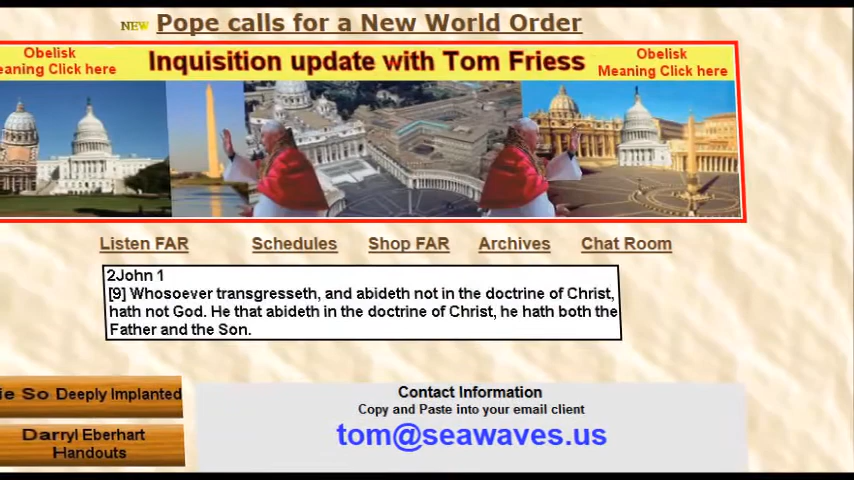 NEW Pope calls for a New World Order
Obelisk
eaning Click here
Inquisition update with Tom Friess
Obelisk
Meaning Click here
Listen FAR Schedules Shop FAR Archives Chat Room
2John 1
[9] Whosoever transgresseth, and abideth not in the doctrine of Christ,
hath not God. He that abideth in the doctrine of Christ, he hath both the
Father and the Son.
ie So Deeply Implanted
Darryl Eberhart
Handouts
Contact Information
Copy and Paste into your email client
tom@seawaves.us